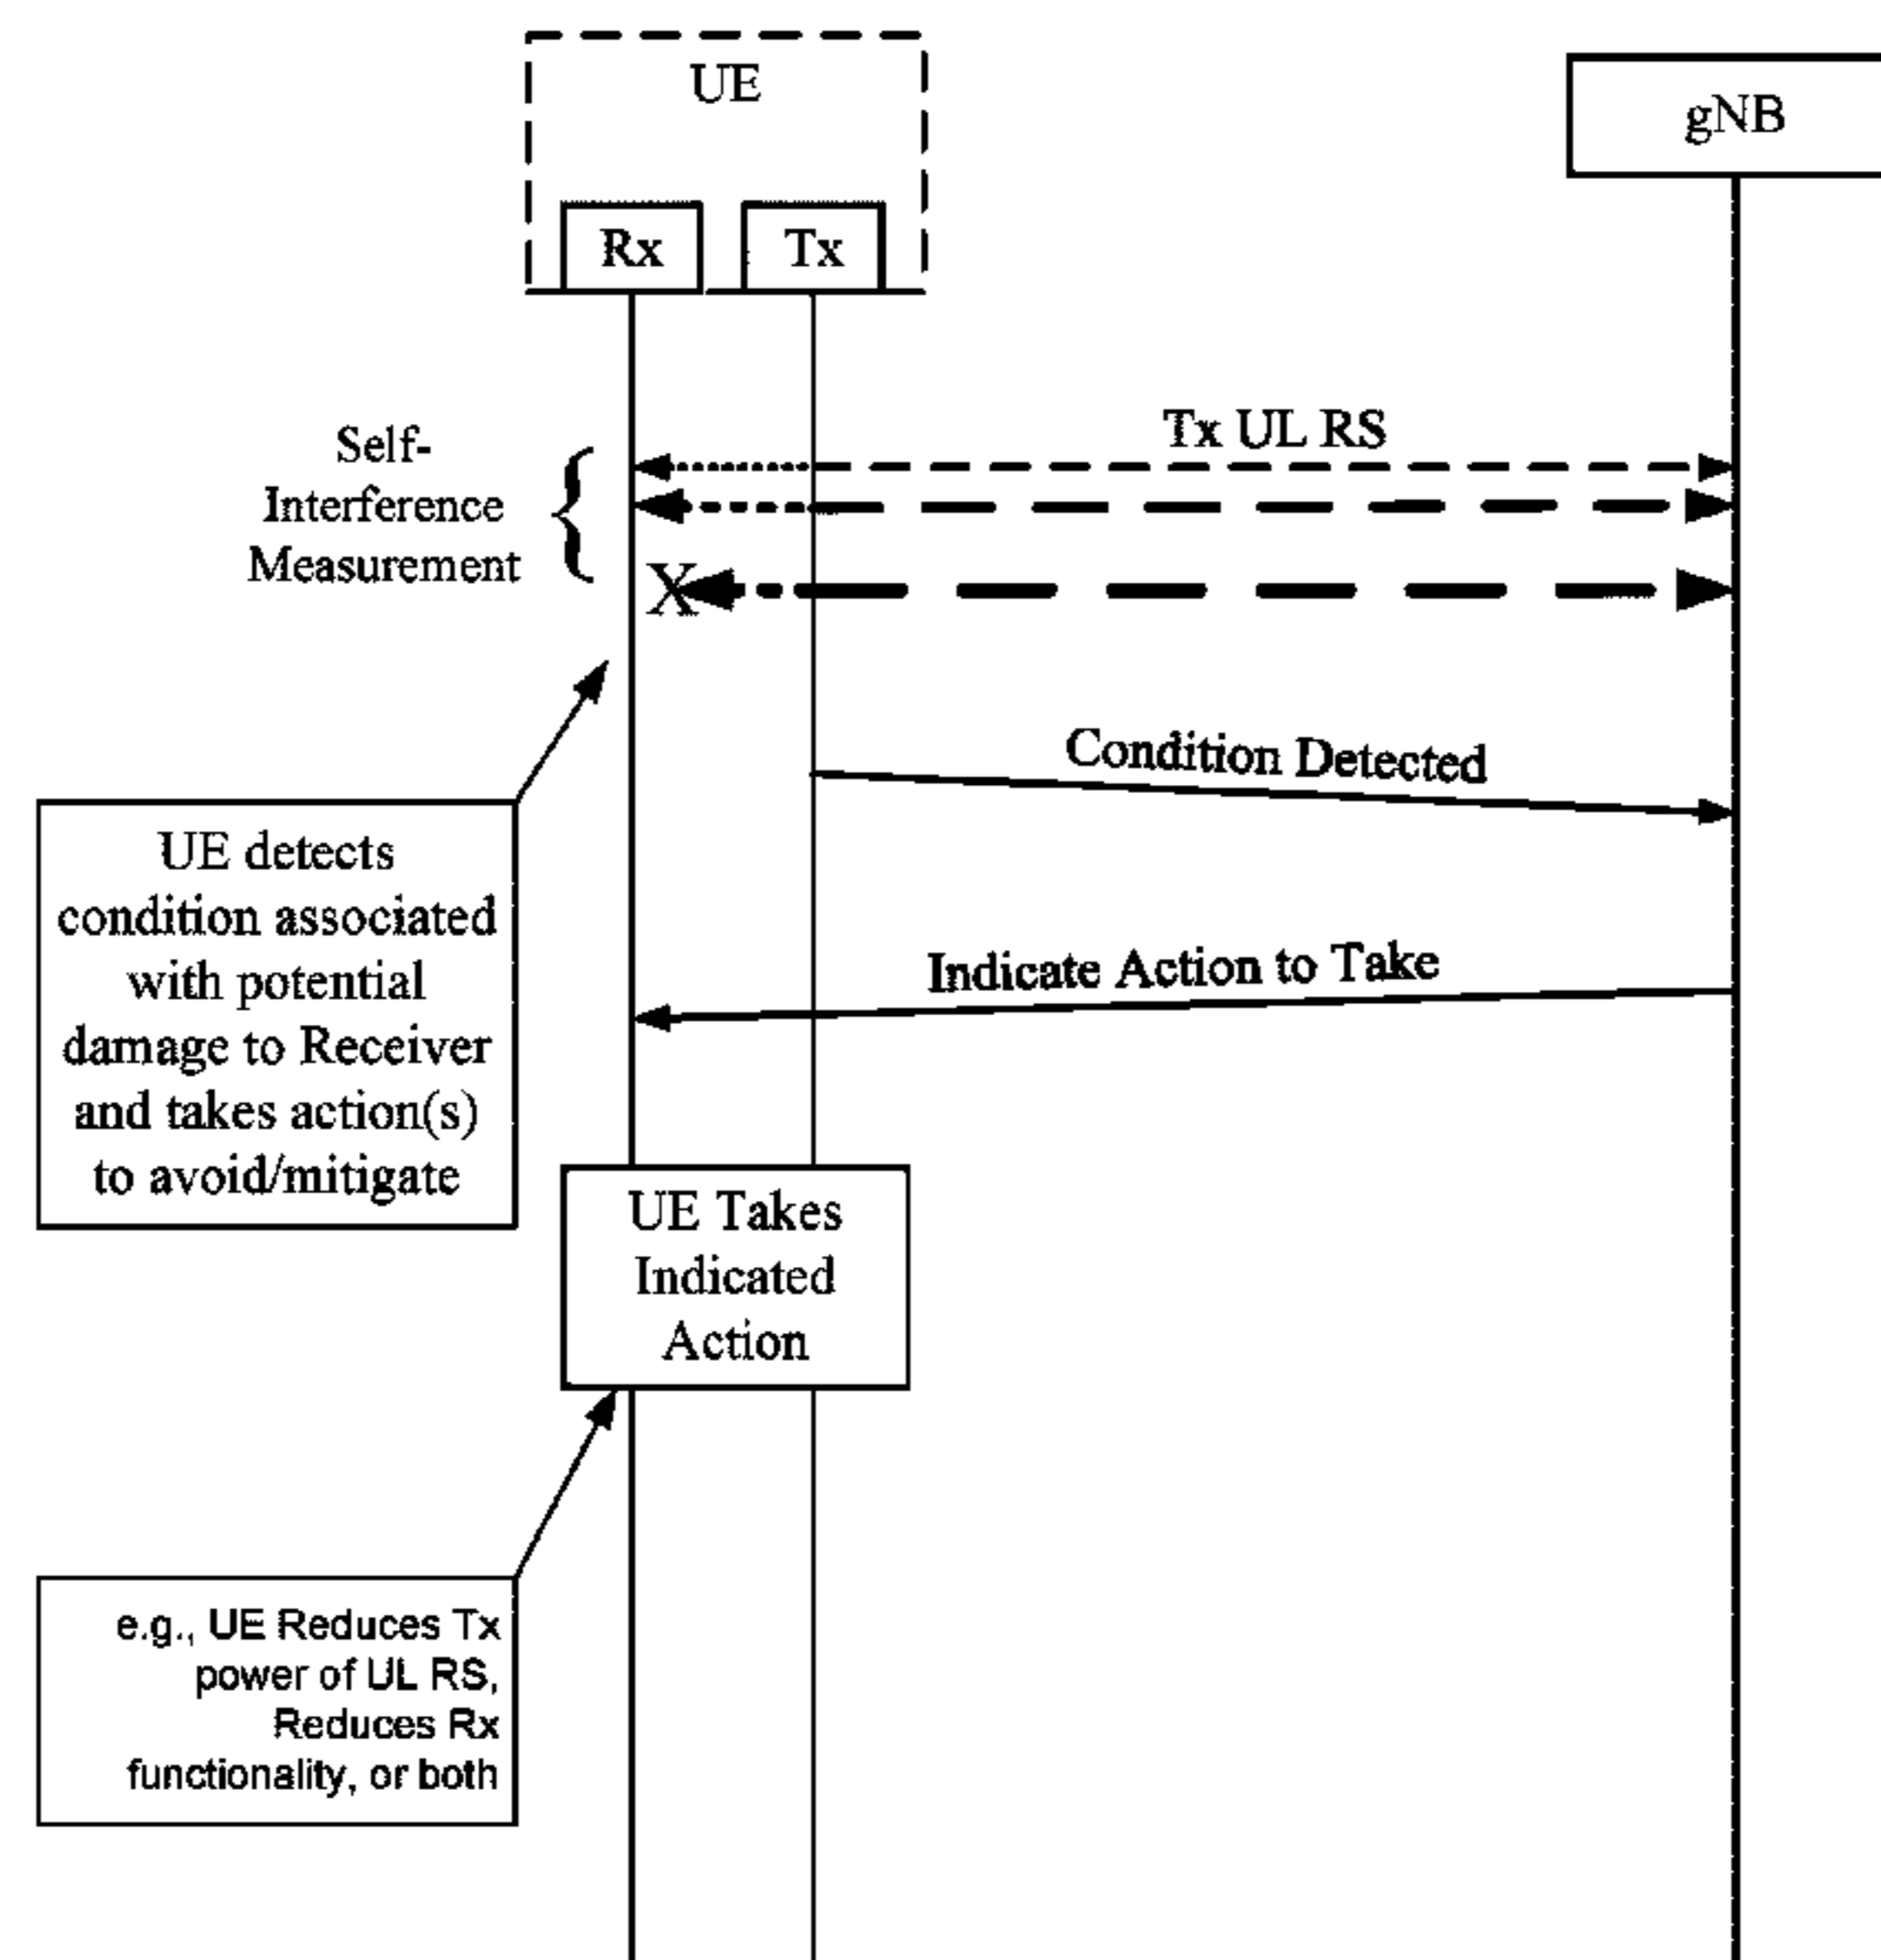 UE
gNB
Rx
Tx
Tx UL RS
Self-
Interference
Measurement
X
Condition Detected
UE detects
condition associated
with potential
damage to Receiver
and takes action(s)
to avoid/mitigate
Indicate Action to Take
UE Takes
Indicated
Action
e.g., UE Reduces Tx
power of UL RS,
Reduces Rx
functionality, or both